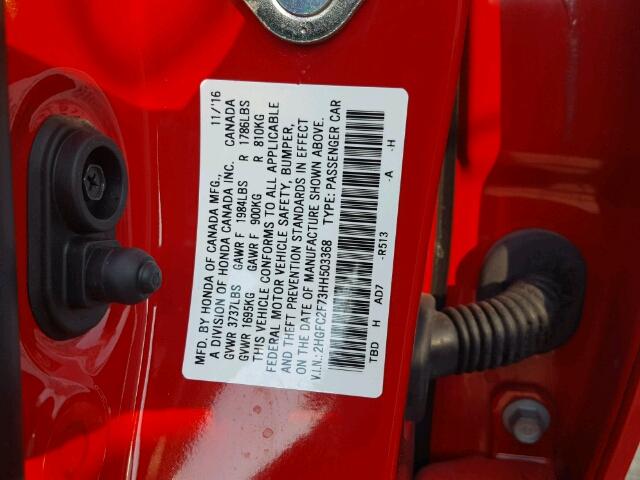 MFD. BY HONDA OF CANADA MFG., 11/16
A DIVISION OF HONDA CANADA INC. CANADA
GVWR 3737LBS GAWR F 1984LBS R 1786LBS
GVWR 1695KG GAWR F 900KG R 810KG
THIS VEHICLE CONFORMS TO ALL APPLICABLE
FEDERAL MOTOR VEHICLE SAFETY, BUMPER,
AND THEFT PREVENTION STANDARDS IN EFFECT
ON THE DATE OF MANUFACTURE SHOWN ABOVE.
V.I.N.: 2HGFC2F73HH503368 TYPE: PASSENGER CAR
TBD H AD7 -R513 -A -H